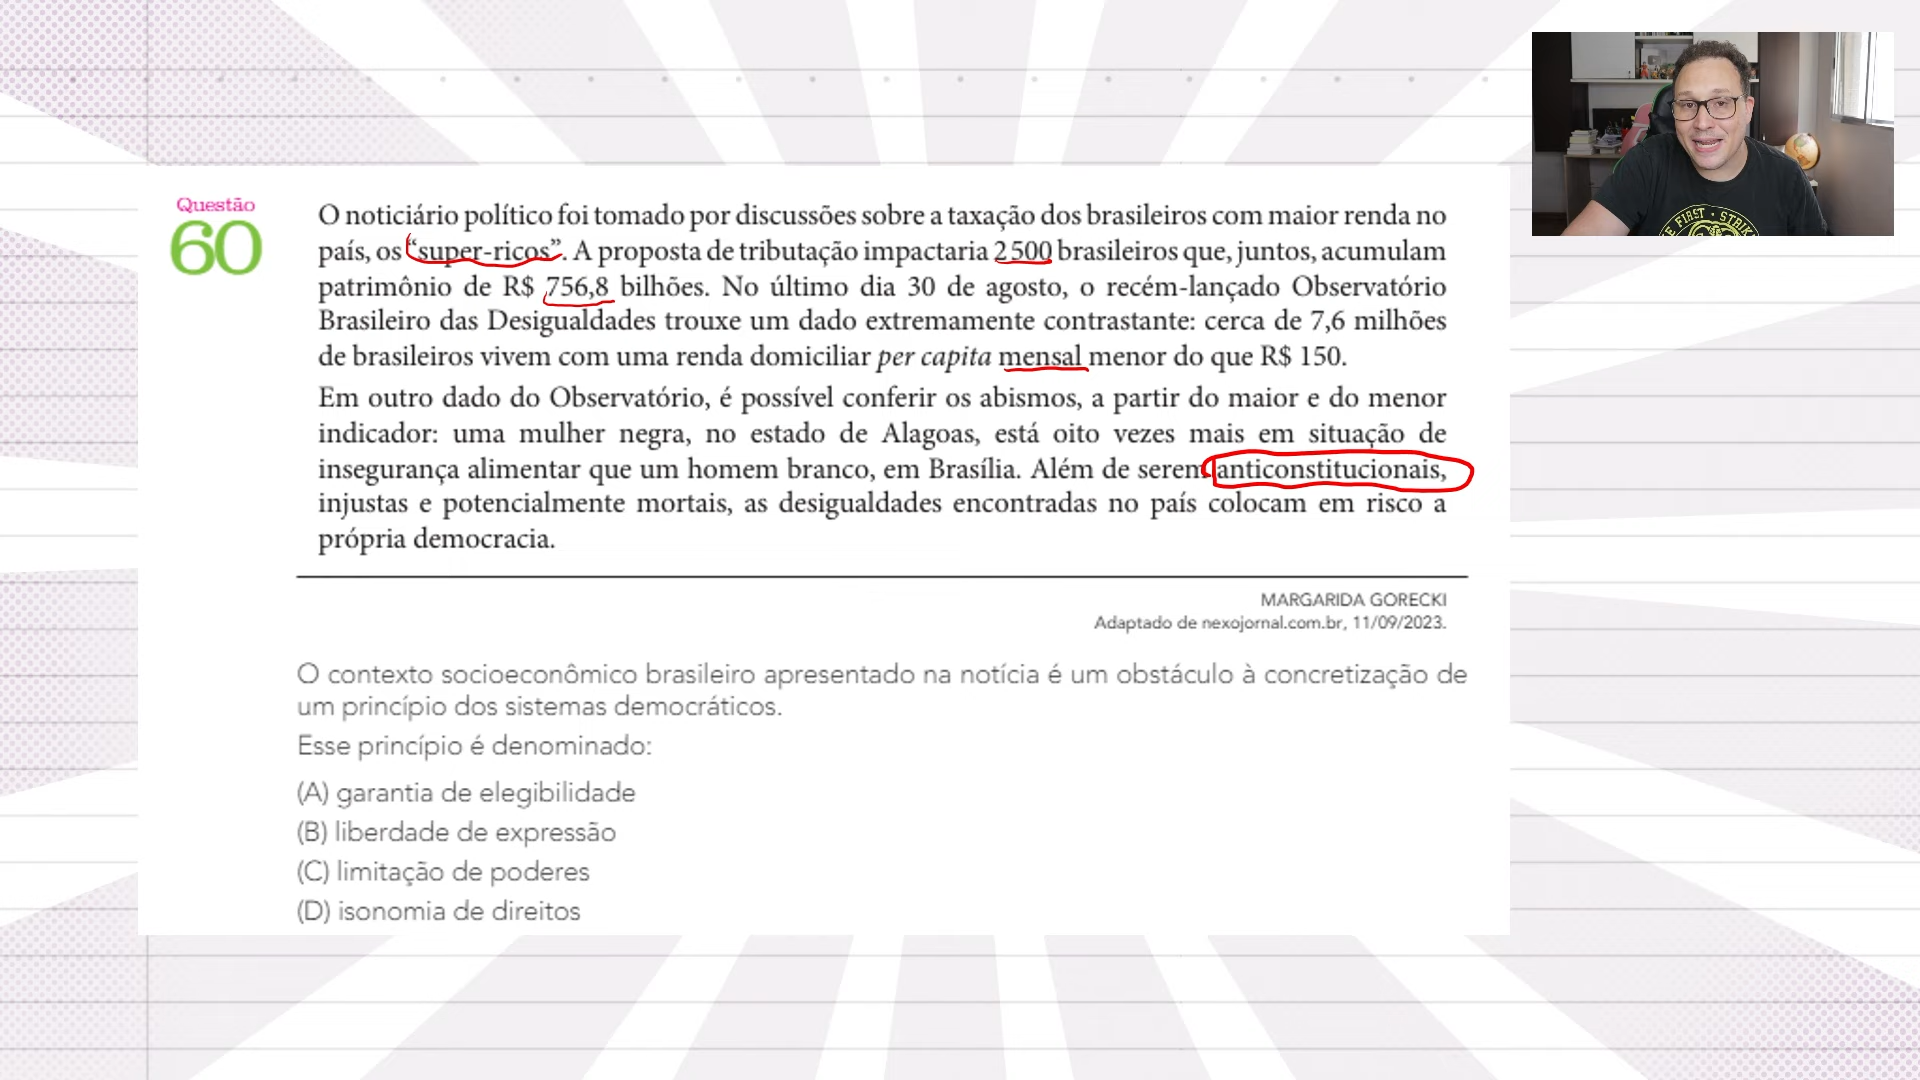 Questão
60
O noticiário político foi tomado por discussões sobre a taxação dos brasileiros com maior renda no
país, os “super-ricos”. A proposta de tributação impactaria 2500 brasileiros que, juntos, acumulam
patrimônio de R$ 756,8 bilhões. No último dia 30 de agosto, o recém-lançado Observatório
Brasileiro das Desigualdades trouxe um dado extremamente contrastante: cerca de 7,6 milhões
de brasileiros vivem com uma renda domiciliar per capita mensal menor do que R$ 150.
Em outro dado do Observatório, é possível conferir os abismos, a partir do maior e do menor
indicador: uma mulher negra, no estado de Alagoas, está oito vezes mais em situação de
insegurança alimentar que um homem branco, em Brasília. Além de serem anticonstitucionais,
injustas e potencialmente mortais, as desigualdades encontradas no país colocam em risco a
própria democracia.
MARGARIDA GORECKI
Adaptado de nexojornal.com.br, 11/09/2023.
O contexto socioeconômico brasileiro apresentado na notícia é um obstáculo à concretização de
um princípio dos sistemas democráticos.
Esse princípio é denominado:
(A) garantia de elegibilidade
(B) liberdade de expressão
(C) limitação de poderes
(D) isonomia de direitos
FIRST · STRIK